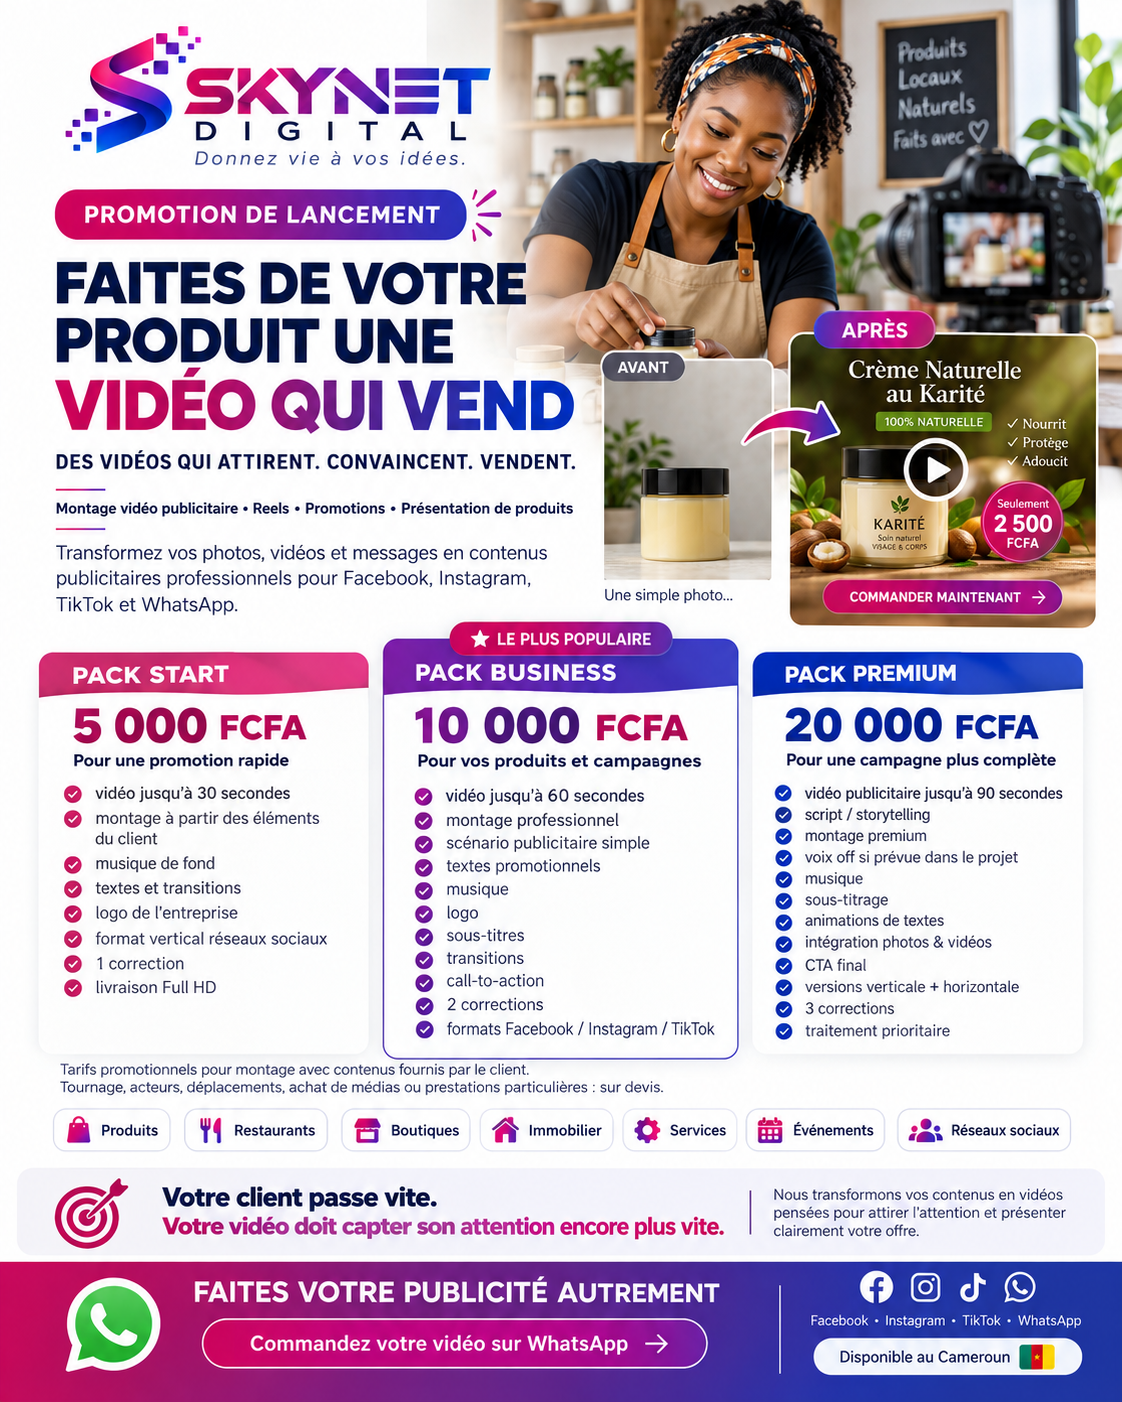 SKYNET
DIGITAL
Donnez vie à vos idées.
Produits
Locaux
Naturels
Faits avec ♡
PROMOTION DE LANCEMENT
FAITES DE VOTRE
PRODUIT UNE
VIDÉO QUI VEND
DES VIDÉOS QUI ATTIRENT. CONVAINCENT. VENDENT.
Montage vidéo publicitaire • Reels • Promotions • Présentation de produits
Transformez vos photos, vidéos et messages en contenus
publicitaires professionnels pour Facebook, Instagram,
TikTok et WhatsApp.
AVANT
Une simple photo...
APRÈS
Crème Naturelle
au Karité
100% NATURELLE
✓ Nourrit
✓ Protège
✓ Adoucit
KARITÉ
Soin naturel
VISAGE & CORPS
Seulement
2 500
FCFA
COMMANDER MAINTENANT →
PACK START
5 000 FCFA
Pour une promotion rapide
vidéo jusqu'à 30 secondes
montage à partir des éléments
du client
musique de fond
textes et transitions
logo de l'entreprise
format vertical réseaux sociaux
1 correction
livraison Full HD
LE PLUS POPULAIRE
PACK BUSINESS
10 000 FCFA
Pour vos produits et campagnes
vidéo jusqu'à 60 secondes
montage professionnel
scénario publicitaire simple
textes promotionnels
musique
logo
sous-titres
transitions
call-to-action
2 corrections
formats Facebook / Instagram / TikTok
PACK PREMIUM
20 000 FCFA
Pour une campagne plus complète
vidéo publicitaire jusqu'à 90 secondes
script / storytelling
montage premium
voix off si prévue dans le projet
musique
sous-titrage
animations de textes
intégration photos & vidéos
CTA final
versions verticale + horizontale
3 corrections
traitement prioritaire
Tarifs promotionnels pour montage avec contenus fournis par le client.
Tournage, acteurs, déplacements, achat de médias ou prestations particulières : sur devis.
Produits
Restaurants
Boutiques
Immobilier
Services
Événements
Réseaux sociaux
Votre client passe vite.
Votre vidéo doit capter son attention encore plus vite.
Nous transformons vos contenus en vidéos
pensées pour attirer l'attention et présenter
clairement votre offre.
FAITES VOTRE PUBLICITÉ AUTREMENT
Commandez votre vidéo sur WhatsApp →
Facebook • Instagram • TikTok • WhatsApp
Disponible au Cameroun